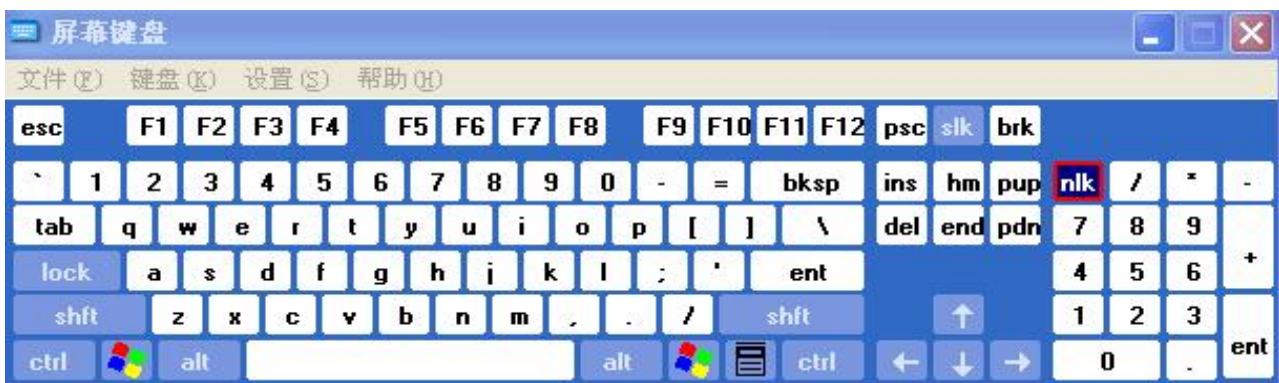 屏幕键盘
文件(F) 键盘(K) 设置(S) 帮助(H)
esc F1 F2 F3 F4 F5 F6 F7 F8 F9 F10 F11 F12 psc slk brk
` 1 2 3 4 5 6 7 8 9 0 - = bksp ins hm pup nlk / * -
tab q w e r t y u i o p [ ] \ del end pdn 7 8 9 +
lock a s d f g h j k l ; ' ent 4 5 6
shft z x c v b n m , . / shft ↑ 1 2 3 ent
ctrl alt alt ctrl ← ↓ → 0 .